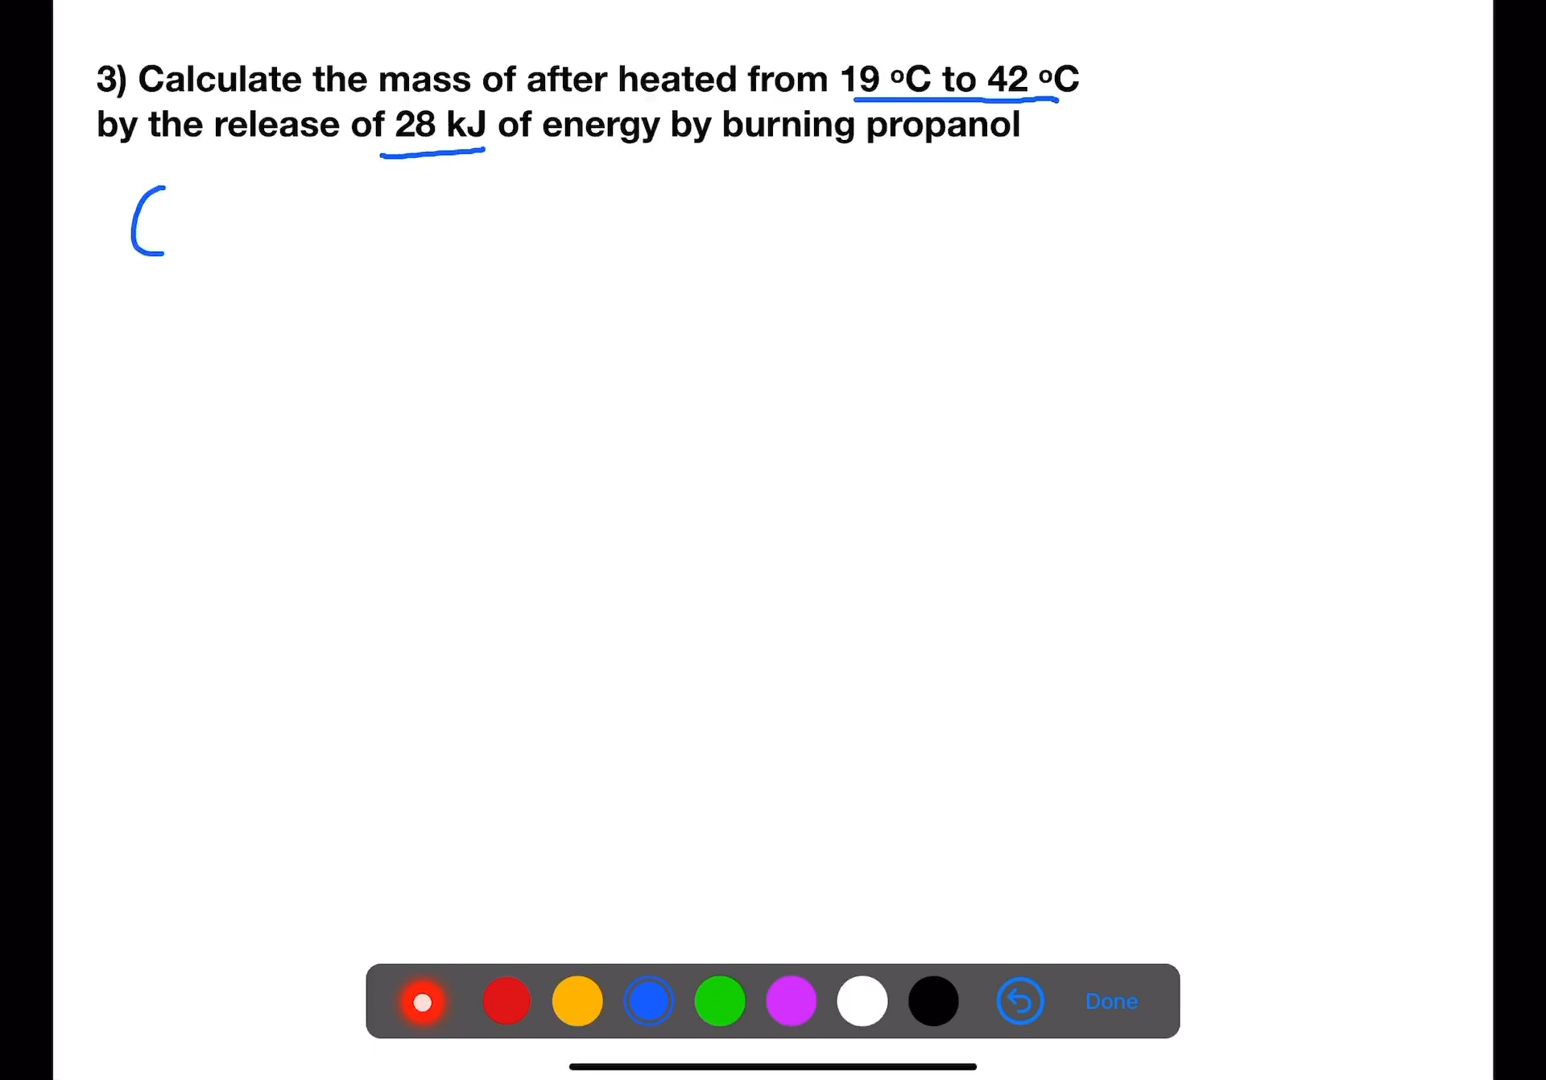 3) Calculate the mass of after heated from 19 ºC to 42 ºC
by the release of 28 kJ of energy by burning propanol
(
Done